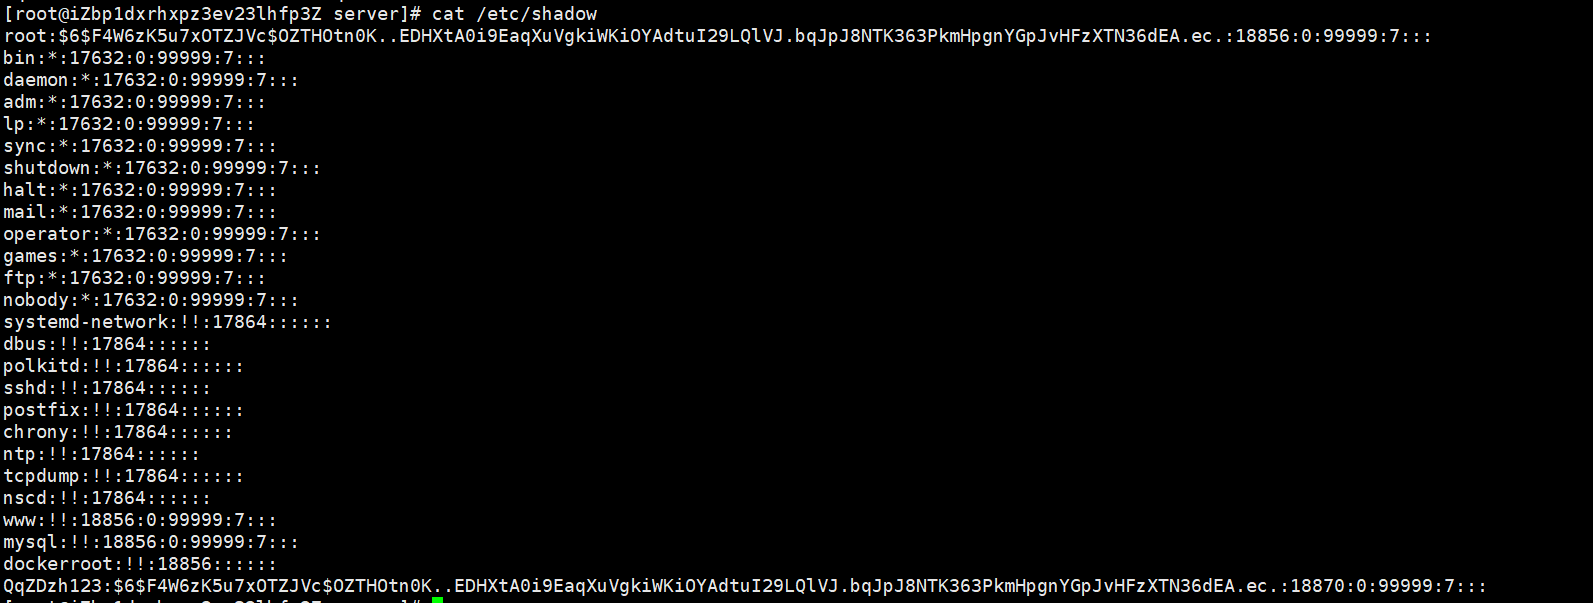 [root@iZbp1dxrhxpz3ev23lhfp3Z server]# cat /etc/shadow
root:$6$F4W6zK5u7xOTZJVc$OZTHOtn0K..EDHXtA0i9EaqXuVgkiWKiOYAdtuI29LQlVJ.bqJpJ8NTK363PkmHpgnYGpJvHFzXTN36dEA.ec.:18856:0:99999:7:::
bin:*:17632:0:99999:7:::
daemon:*:17632:0:99999:7:::
adm:*:17632:0:99999:7:::
lp:*:17632:0:99999:7:::
sync:*:17632:0:99999:7:::
shutdown:*:17632:0:99999:7:::
halt:*:17632:0:99999:7:::
mail:*:17632:0:99999:7:::
operator:*:17632:0:99999:7:::
games:*:17632:0:99999:7:::
ftp:*:17632:0:99999:7:::
nobody:*:17632:0:99999:7:::
systemd-network:!!:17864::::::
dbus:!!:17864::::::
polkitd:!!:17864::::::
sshd:!!:17864::::::
postfix:!!:17864::::::
chrony:!!:17864::::::
ntp:!!:17864::::::
tcpdump:!!:17864::::::
nscd:!!:17864::::::
www:!!:18856:0:99999:7:::
mysql:!!:18856:0:99999:7:::
dockerroot:!!:18856::::::
QqZDzh123:$6$F4W6zK5u7xOTZJVc$OZTHOtn0K..EDHXtA0i9EaqXuVgkiWKiOYAdtuI29LQlVJ.bqJpJ8NTK363PkmHpgnYGpJvHFzXTN36dEA.ec.:18870:0:99999:7:::